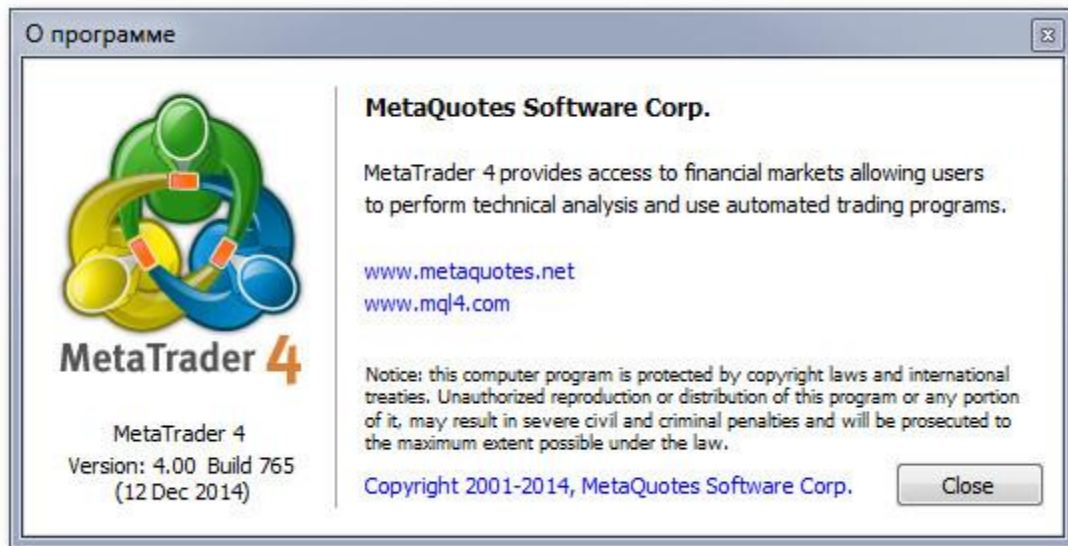 О программе
MetaTrader 4
MetaTrader 4
Version: 4.00 Build 765
(12 Dec 2014)
MetaQuotes Software Corp.
MetaTrader 4 provides access to financial markets allowing users
to perform technical analysis and use automated trading programs.
www.metaquotes.net
www.mql4.com
Notice: this computer program is protected by copyright laws and international
treaties. Unauthorized reproduction or distribution of this program or any portion
of it, may result in severe civil and criminal penalties and will be prosecuted to
the maximum extent possible under the law.
Copyright 2001-2014, MetaQuotes Software Corp.
Close